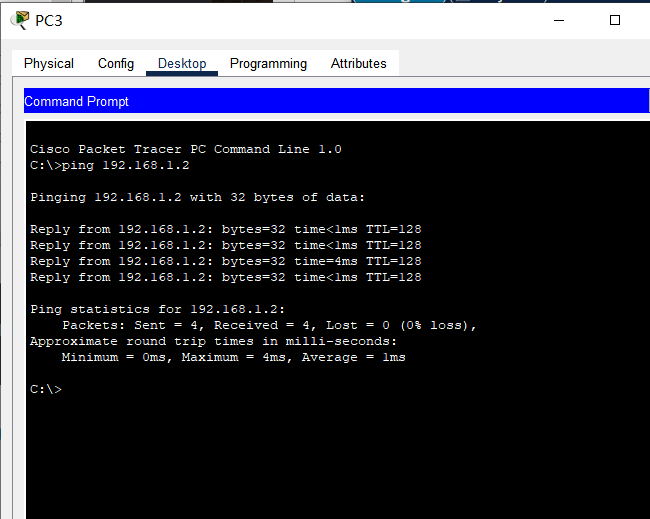 PC3
Physical Config Desktop Programming Attributes
Command Prompt
Cisco Packet Tracer PC Command Line 1.0
C:\>ping 192.168.1.2
Pinging 192.168.1.2 with 32 bytes of data:
Reply from 192.168.1.2: bytes=32 time<1ms TTL=128
Reply from 192.168.1.2: bytes=32 time<1ms TTL=128
Reply from 192.168.1.2: bytes=32 time=4ms TTL=128
Reply from 192.168.1.2: bytes=32 time<1ms TTL=128
Ping statistics for 192.168.1.2:
Packets: Sent = 4, Received = 4, Lost = 0 (0% loss),
Approximate round trip times in milli-seconds:
Minimum = 0ms, Maximum = 4ms, Average = 1ms
C:\>